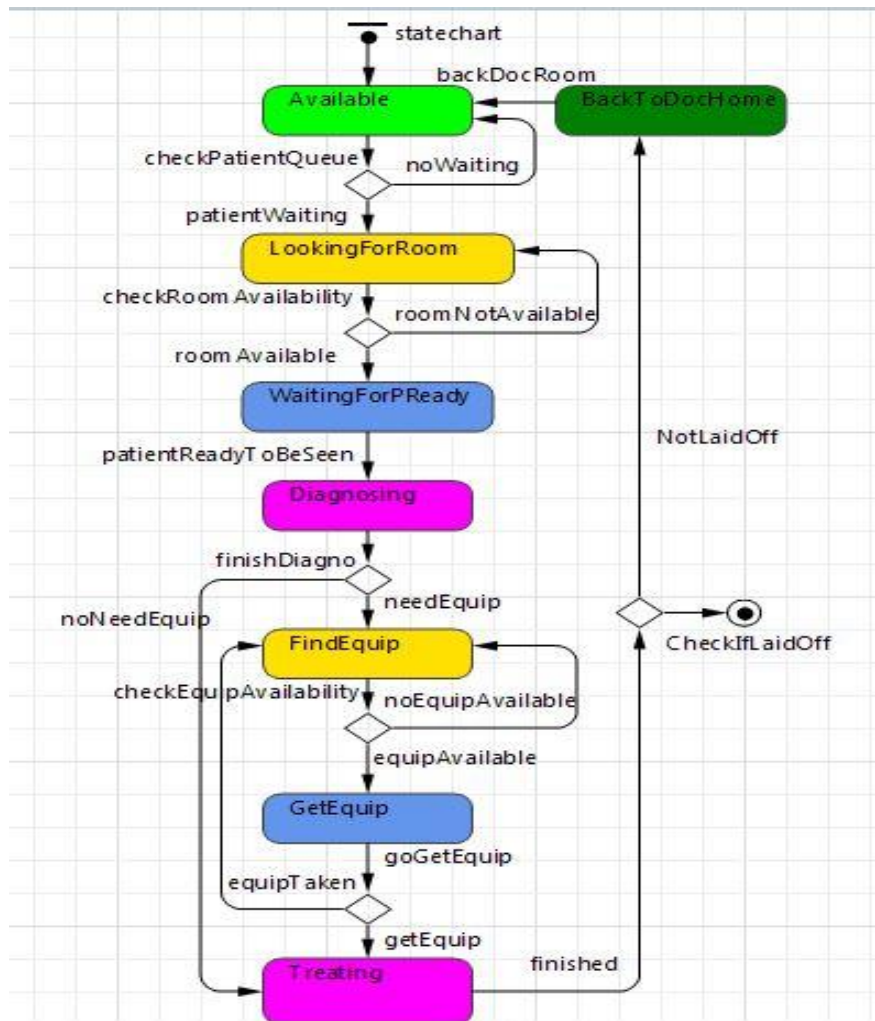 statechart
backDocRoom
Available
BackToDocHome
checkPatientQueue
noWaiting
patientWaiting
LookingForRoom
checkRoomAvailability
roomNotAvailable
roomAvailable
WaitingForPReady
NotLaidOff
patientReadyToBeSeen
Diagnosing
finishDiagno
needEquip
noNeedEquip
FindEquip
CheckIfLaidOff
checkEquipAvailability
noEquipAvailable
equipAvailable
GetEquip
goGetEquip
equipTaken
getEquip
finished
Treating